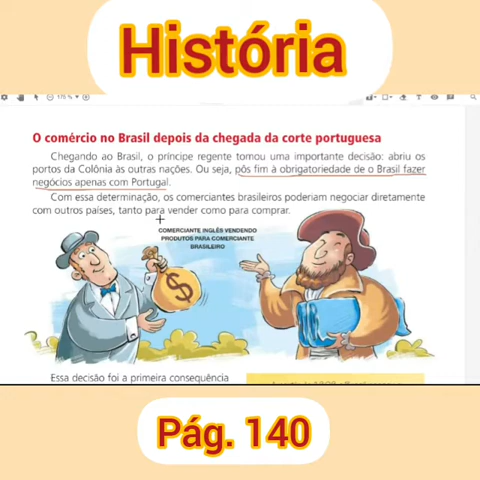 História
O comércio no Brasil depois da chegada da corte portuguesa
Chegando ao Brasil, o príncipe regente tomou uma importante decisão: abriu os
portos da Colônia às outras nações. Ou seja, pôs fim à obrigatoriedade de o Brasil fazer
negócios apenas com Portugal.
Com essa determinação, os comerciantes brasileiros poderiam negociar diretamente
com outros países, tanto para vender como para comprar.
COMERCIANTE INGLÊS VENDENDO
PRODUTOS PARA COMERCIANTE
BRASILEIRO
$
Essa decisão foi a primeira consequência
Pág. 140